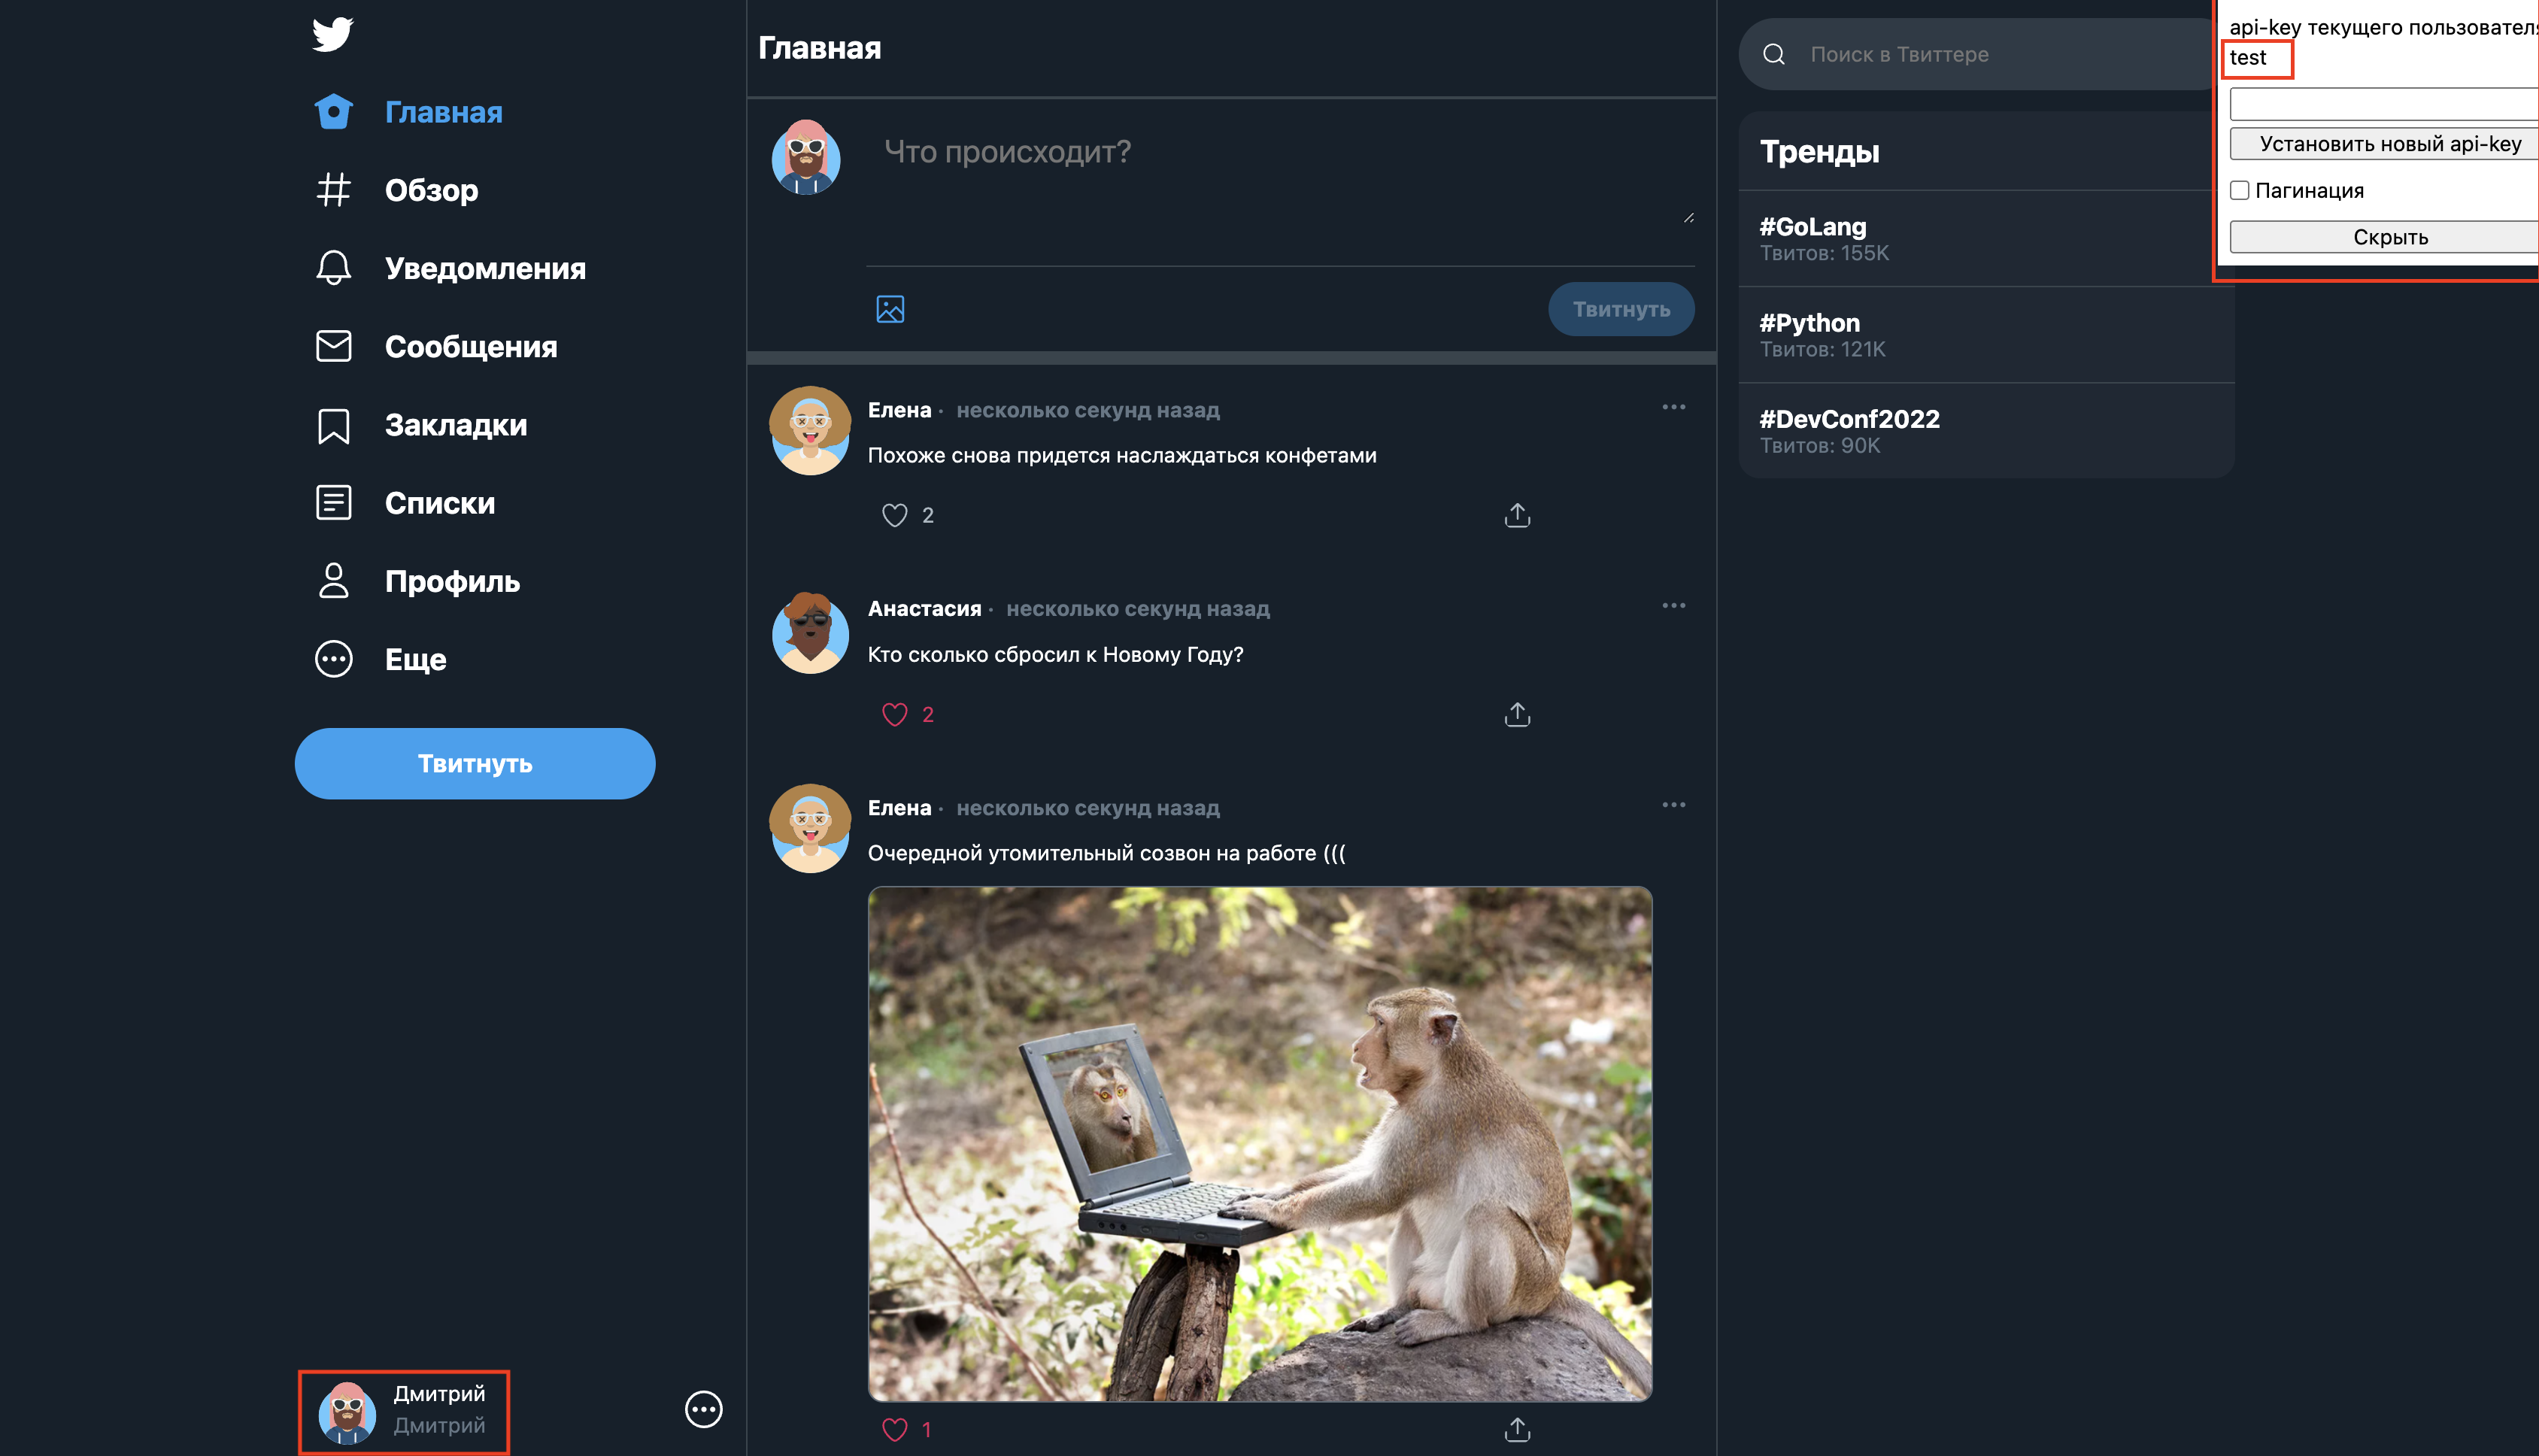 Главная
Обзор
Уведомления
Сообщения
Закладки
Списки
Профиль
Еще
Твитнуть
Дмитрий
Дмитрий
Главная
Что происходит?
Твитнуть
Елена · несколько секунд назад
Похоже снова придется наслаждаться конфетами
2
Анастасия · несколько секунд назад
Кто сколько сбросил к Новому Году?
2
Елена · несколько секунд назад
Очередной утомительный созвон на работе (((
1
Поиск в Твиттере
Тренды
#GoLang
Твитов: 155K
#Python
Твитов: 121K
#DevConf2022
Твитов: 90K
api-key текущего пользователя
test
Установить новый api-key
Пагинация
Скрыть